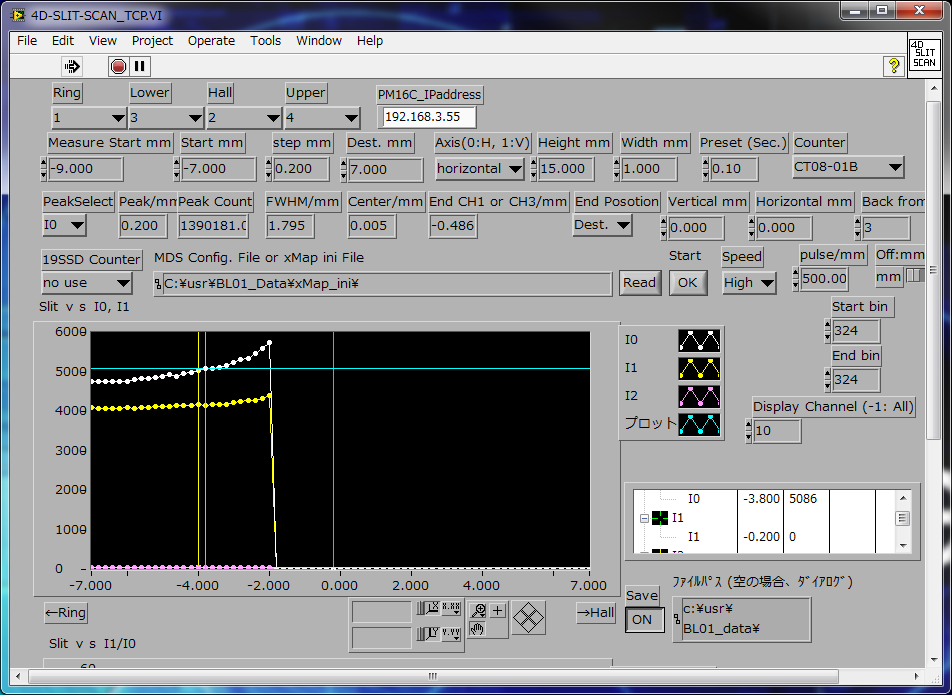 4D-SLIT-SCAN_TCP.VI
File Edit View Project Operate Tools Window Help
4D
SLIT
SCAN
Ring Lower Hall Upper PM16C_IPaddress
1 3 2 4 192.168.3.55
Measure Start mm Start mm step mm Dest. mm Axis(0:H, 1:V) Height mm Width mm Preset (Sec.) Counter
-9.000 -7.000 0.200 7.000 horizontal 15.000 1.000 0.10 CT08-01B
PeakSelect Peak/mm Peak Count FWHM/mm Center/mm End CH1 or CH3/mm End Posotion Vertical mm Horizontal mm Back from
I0 0.200 1390181.0 1.795 0.005 -0.486 Dest. 0.000 0.000 3
19SSD Counter MDS Config. File or xMap ini File Start Speed pulse/mm Off:mm
no use C:¥usr¥BL01_Data¥xMap_ini¥ Read OK High 500.00 mm
Slit v s I0, I1
Start bin
324
End bin
324
Display Channel (-1: All)
10
I0
I1
I2
プロット
6000
5000
4000
3000
2000
1000
0
-7.000 -4.000 -2.000 0.000 2.000 4.000 7.000
I0 -3.800 5086
I1
I1 -0.200 0
←Ring →Hall
X.XX
Y.YY
Save
ON
ﾌｧｲﾙﾊﾟｽ (空の場合、ﾀﾞｲｱﾛｸﾞ)
c:¥usr¥
BL01_data¥
Slit v s I1/I0